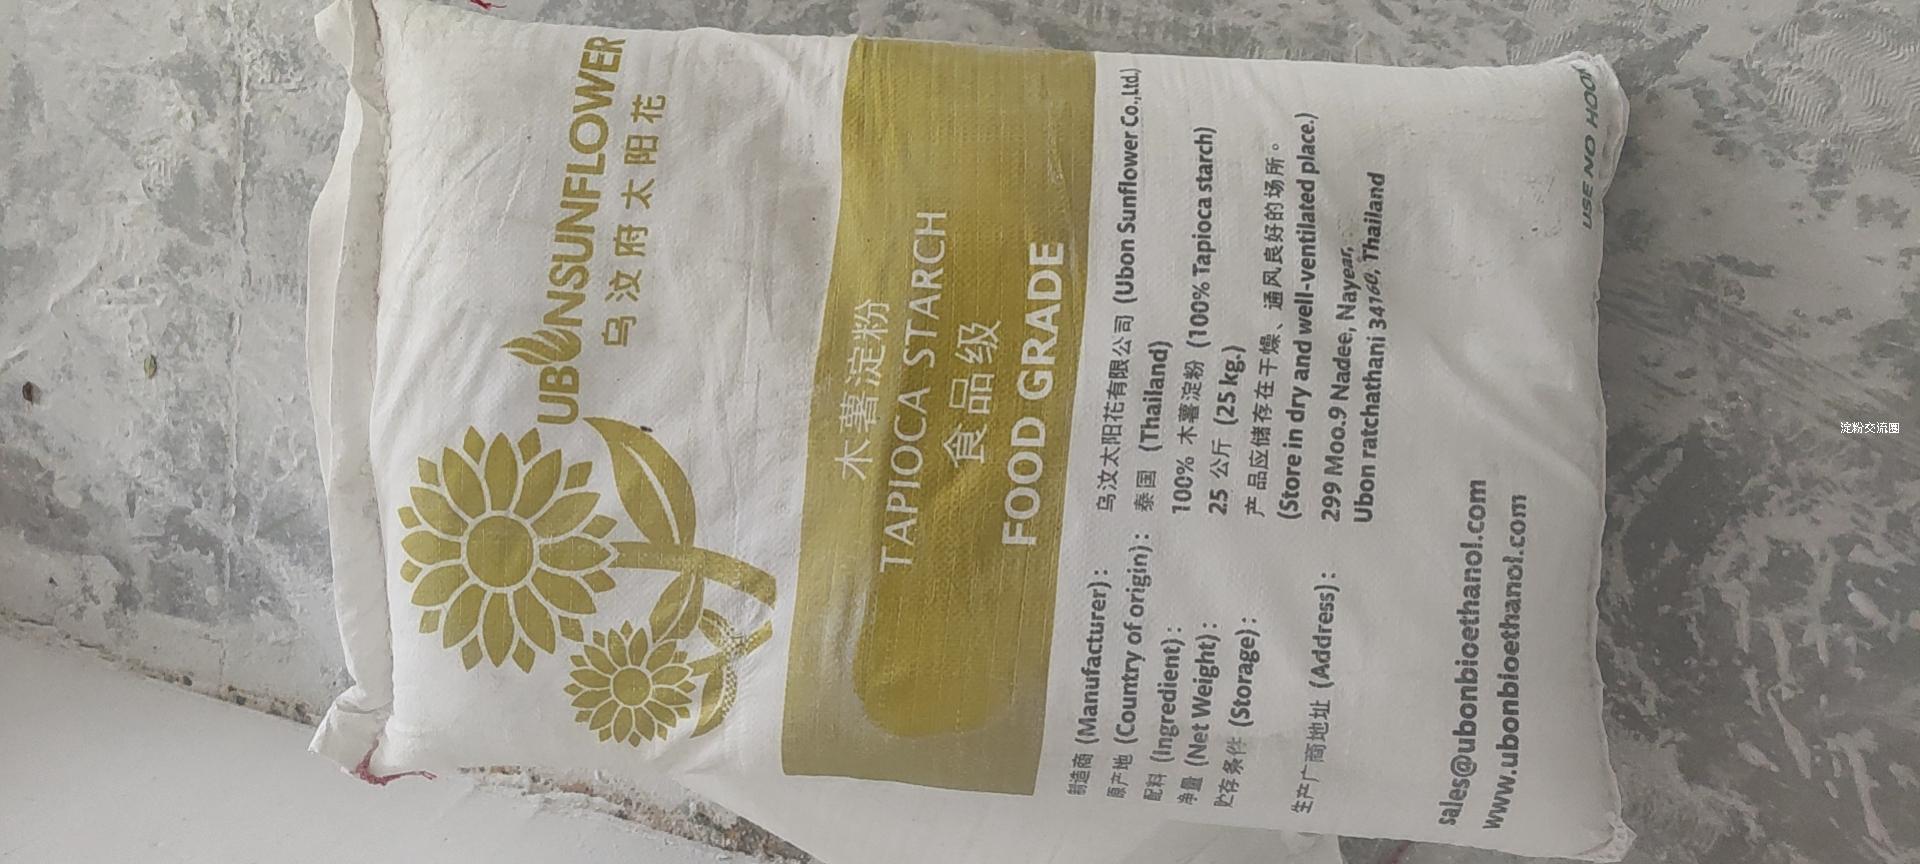 UBONSUNFLOWER
乌汶府太阳花
木薯淀粉
TAPIOCA STARCH
食品级
FOOD GRADE
制造商 (Manufacturer) : 乌汶太阳花有限公司 (Ubon Sunflower Co.,Ltd.)
原产地 (Country of origin) : 泰国 (Thailand)
配料 (Ingredient) : 100% 木薯淀粉 (100% Tapioca starch)
净量 (Net Weight) : 25 公斤 (25 kg.)
贮存条件 (Storage) : 产品应储存在干燥、通风良好的场所。
(Store in dry and well-ventilated place.)
生产厂商地址 (Address) : 299 Moo.9 Nadee, Nayear,
Ubon ratchathani 34160, Thailand
sales@ubonbioethanol.com
www.ubonbioethanol.com
USE NO HOOK
淀粉交流圈